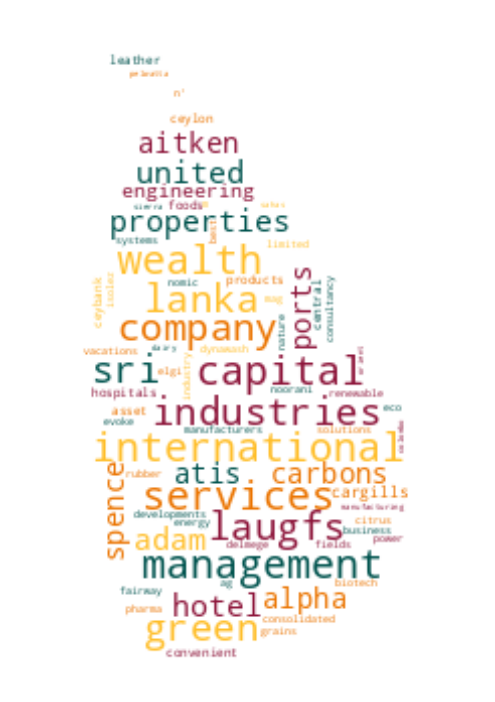 leather
n'
ceylon
aitken
united
engineering
sierra foods
properties
best
systems
limited
wealth
ports
central
consultancy
products
nomic
ceybank
isolez
lanka
mag
nature
company
vacations
dairy
dynawash
industry
sri
elgi
capital
noorani
hospitals
renewable
industries
asset
eco
evoke
manufacturers
solutions
colombo
international
atis
carbons
rubber
spence
services
cargills
manufacturing
developments
energy
laugfs
citrus
business
adam
delmege
fields
power
management
ag
biotech
fairway
hotel
alpha
pharma
consolidated
green
grains
convenient